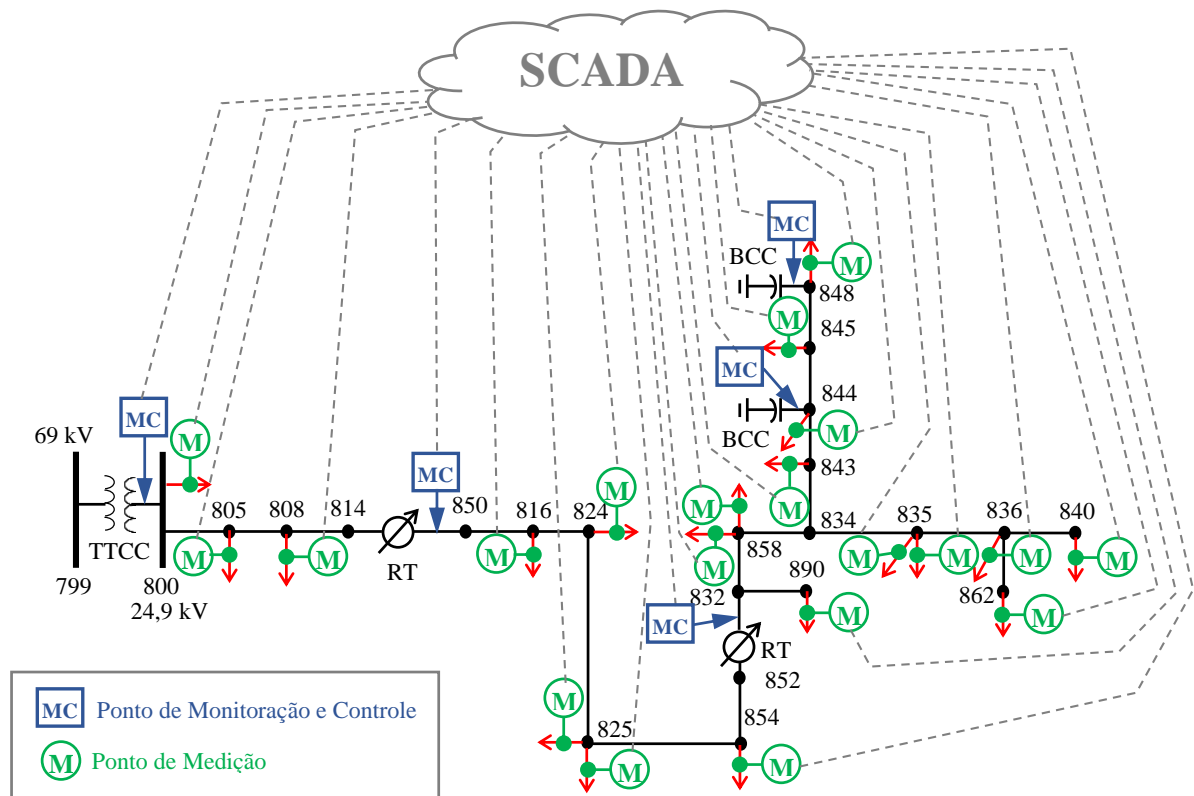 SCADA
MC
BCC
M
848
M
845
MC
844
M
BCC
843
M
69 kV
MC
M
TTCC
799
800
24,9 kV
805
M
808
M
814
MC
RT
850
816
M
824
M
M
M
858
834
835
M
M
836
M
840
M
832
890
M
862
M
MC
RT
852
854
M
M
825
M
MC Ponto de Monitoração e Controle
M Ponto de Medição